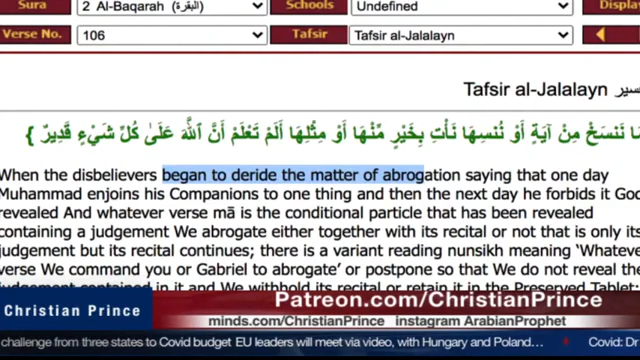 Sura 2 Al-Baqarah (البقرة) Schools Undefined Displa
Verse No. 106 Tafsir Tafsir al-Jalalayn
Tafsir al-Jalalayn سير
مَا نَنسَخْ مِنْ آيَةٍ أَوْ نُنسِهَا نَأْتِ بِخَيْرٍ مِّنْهَا أَوْ مِثْلِهَا أَلَمْ تَعْلَمْ أَنَّ ٱللَّهَ عَلَىٰ كُلِّ شَيْءٍ قَدِيرٌ }
When the disbelievers began to deride the matter of abrogation saying that one day
Muhammad enjoins his Companions to one thing and then the next day he forbids it God
revealed And whatever verse mā is the conditional particle that has been revealed
containing a judgement We abrogate either together with its recital or not that is only its
judgement but its recital continues; there is a variant reading nunsikh meaning ‘Whateve
verse We command you or Gabriel to abrogate’ or postpone so that We do not reveal the
judgement contained in it and We withhold its recital or retain it in the Preserved Tablet;
Christian Prince
Patreon.com/ChristianPrince
minds.com/ChristianPrince instagram ArabianProphet
challenge from three states to Covid budget EU leaders will meet via video, with Hungary and Poland... Covid: Dr